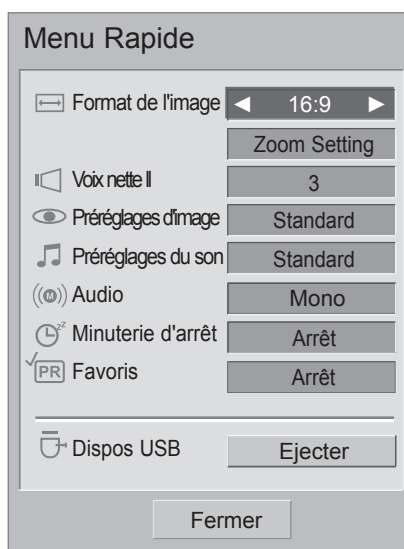 Menu Rapide
Format de l'image ◄ 16:9 ►
Zoom Setting
Voix nette II 3
Préréglages d'image Standard
Préréglages du son Standard
(((M))) Audio Mono
zz Minuterie d'arrêt Arrêt
PR Favoris Arrêt
Dispos USB Ejecter
Fermer